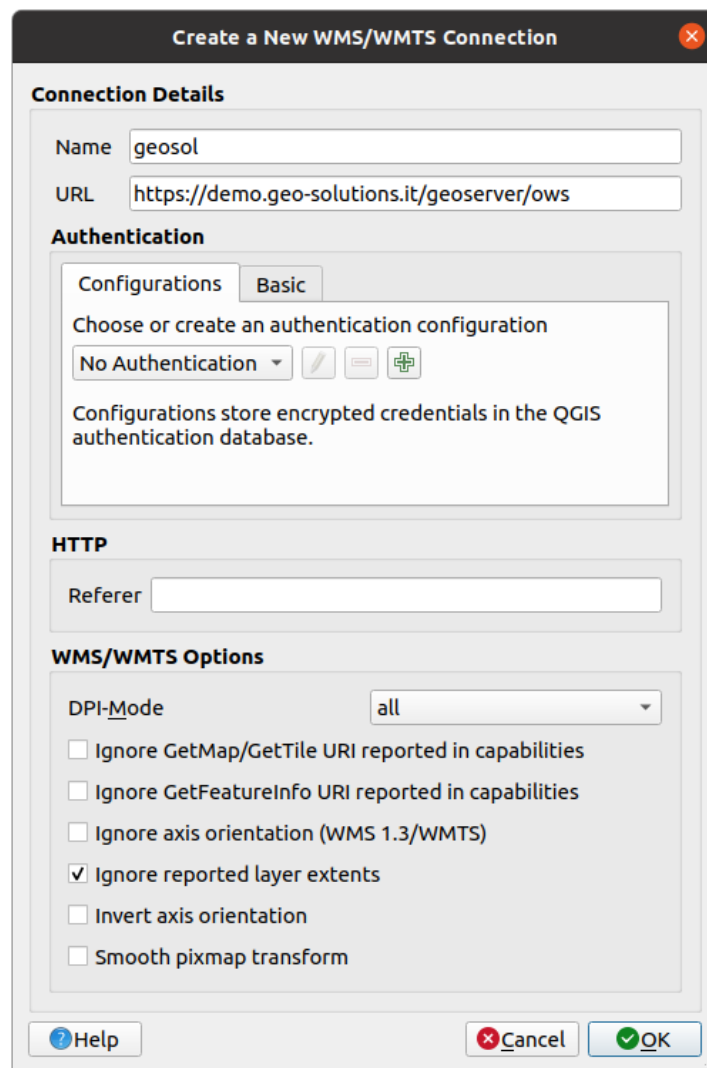 Create a New WMS/WMTS Connection
Connection Details
Name geosol
URL https://demo.geo-solutions.it/geoserver/ows
Authentication
Configurations Basic
Choose or create an authentication configuration
No Authentication
Configurations store encrypted credentials in the QGIS
authentication database.
HTTP
Referer
WMS/WMTS Options
DPI-Mode all
Ignore GetMap/GetTile URI reported in capabilities
Ignore GetFeatureInfo URI reported in capabilities
Ignore axis orientation (WMS 1.3/WMTS)
Ignore reported layer extents
Invert axis orientation
Smooth pixmap transform
Help Cancel OK